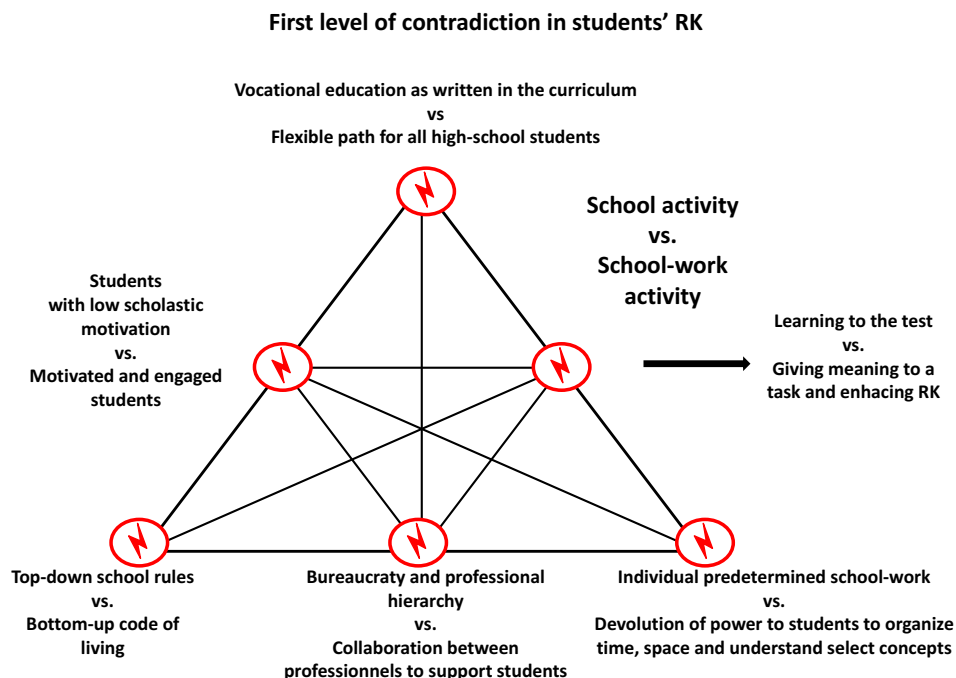 First level of contradiction in students’ RK
Vocational education as written in the curriculum
vs
Flexible path for all high-school students
School activity
vs.
School-work
activity
Students
with low scholastic
motivation
vs.
Motivated and engaged
students
Learning to the test
vs.
Giving meaning to a
task and enhacing RK
Top-down school rules
vs.
Bottom-up code of
living
Bureaucraty and professional
hierarchy
vs.
Collaboration between
professionnels to support students
Individual predetermined school-work
vs.
Devolution of power to students to organize
time, space and understand select concepts